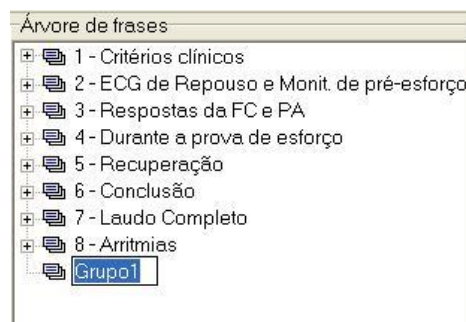 Árvore de frases
1 - Critérios clínicos
2 - ECG de Repouso e Monit. de pré-esforço
3 - Respostas da FC e PA
4 - Durante a prova de esforço
5 - Recuperação
6 - Conclusão
7 - Laudo Completo
8 - Arritmias
Grupo1